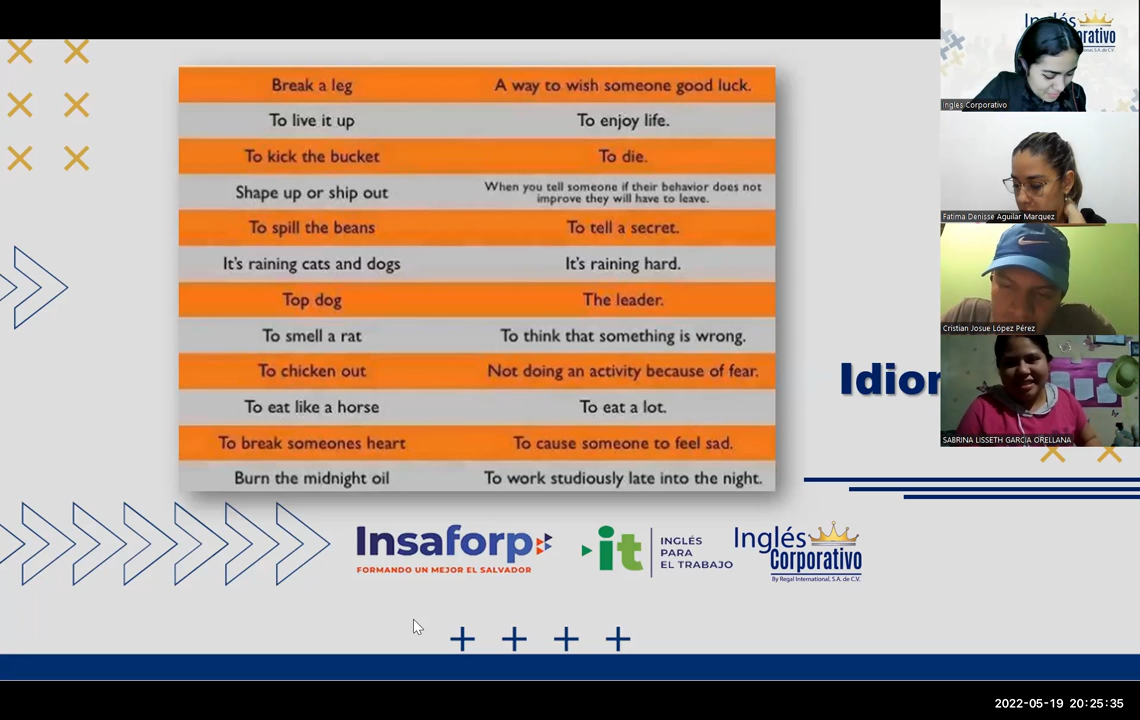 Break a leg A way to wish someone good luck.
To live it up To enjoy life.
To kick the bucket To die.
Shape up or ship out When you tell someone if their behavior does not
improve they will have to leave.
To spill the beans To tell a secret.
It's raining cats and dogs It's raining hard.
Top dog The leader.
To smell a rat To think that something is wrong.
To chicken out Not doing an activity because of fear.
To eat like a horse To eat a lot.
To break someones heart To cause someone to feel sad.
Burn the midnight oil To work studiously late into the night.
Idiom
Inglés Corporativo
Fatima Denisse Aguilar Marquez
Cristian Josue López Pérez
SABRINA LISSETH GARCIA ORELLANA
Insaforp
FORMANDO UN MEJOR EL SALVADOR
it
INGLÉS
PARA
EL TRABAJO
Inglés
Corporativo
By Regal International, S.A. de C.V.
2022-05-19 20:25:35